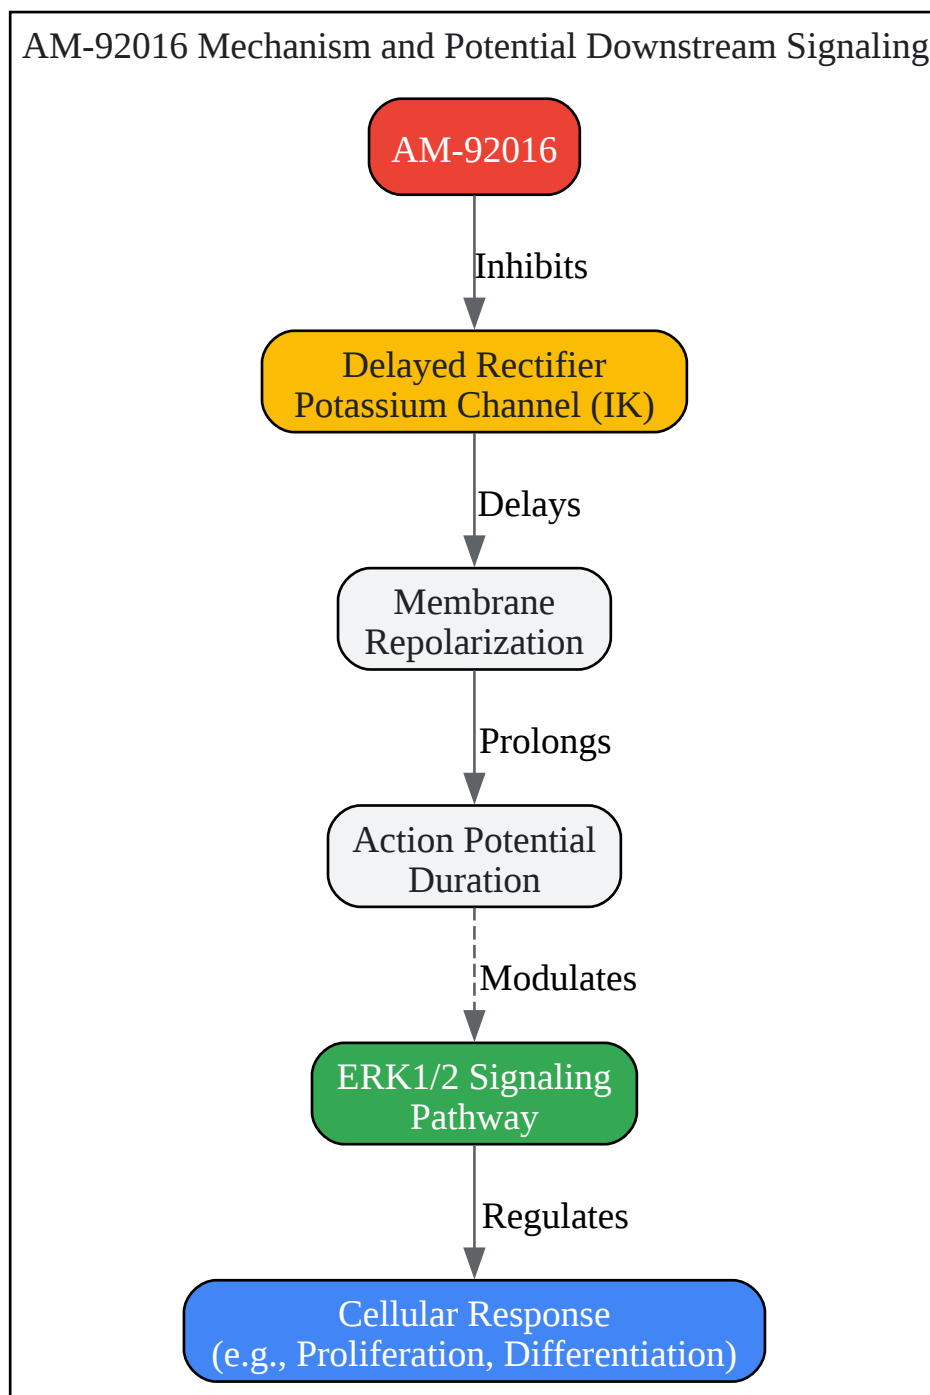 AM-92016 Mechanism and Potential Downstream Signaling
AM-92016
Inhibits
Delayed Rectifier
Potassium Channel (IK)
Delays
Membrane
Repolarization
Prolongs
Action Potential
Duration
Modulates
ERK1/2 Signaling
Pathway
Regulates
Cellular Response
(e.g., Proliferation, Differentiation)